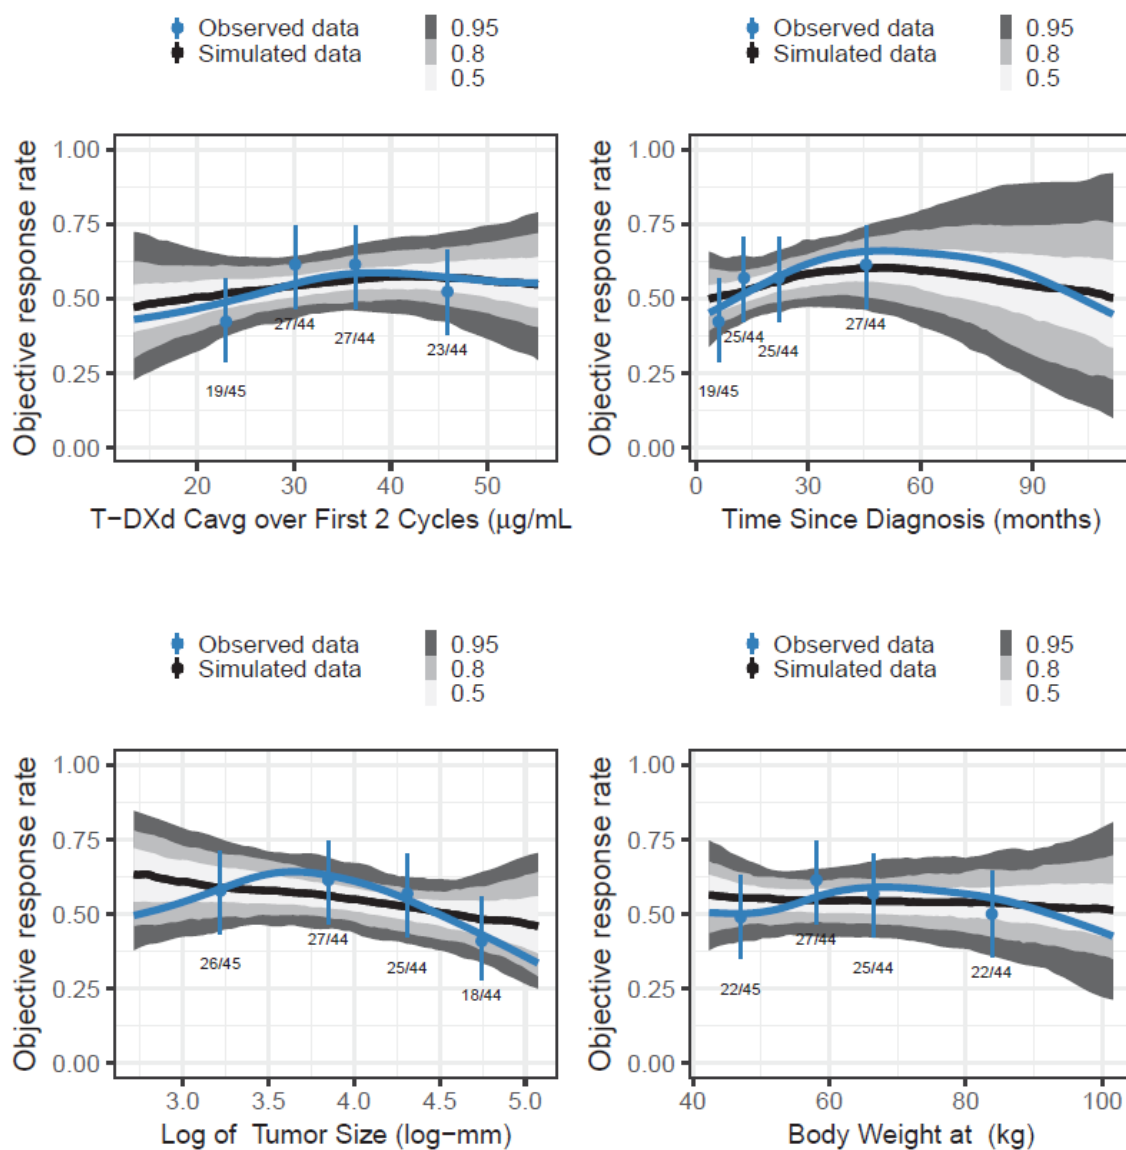 Observed data
Simulated data
0.95
0.8
0.5
Objective response rate
1.00
0.75
0.50
0.25
0.00
19/45
27/44
27/44
23/44
20 30 40 50
T−DXd Cavg over First 2 Cycles (μg/mL
Observed data
Simulated data
0.95
0.8
0.5
Objective response rate
1.00
0.75
0.50
0.25
0.00
19/45
25/44
25/44
27/44
0 30 60 90
Time Since Diagnosis (months)
Observed data
Simulated data
0.95
0.8
0.5
Objective response rate
1.00
0.75
0.50
0.25
0.00
26/45
27/44
25/44
18/44
3.0 3.5 4.0 4.5 5.0
Log of Tumor Size (log−mm)
Observed data
Simulated data
0.95
0.8
0.5
Objective response rate
1.00
0.75
0.50
0.25
0.00
22/45
27/44
25/44
22/44
40 60 80 100
Body Weight at (kg)